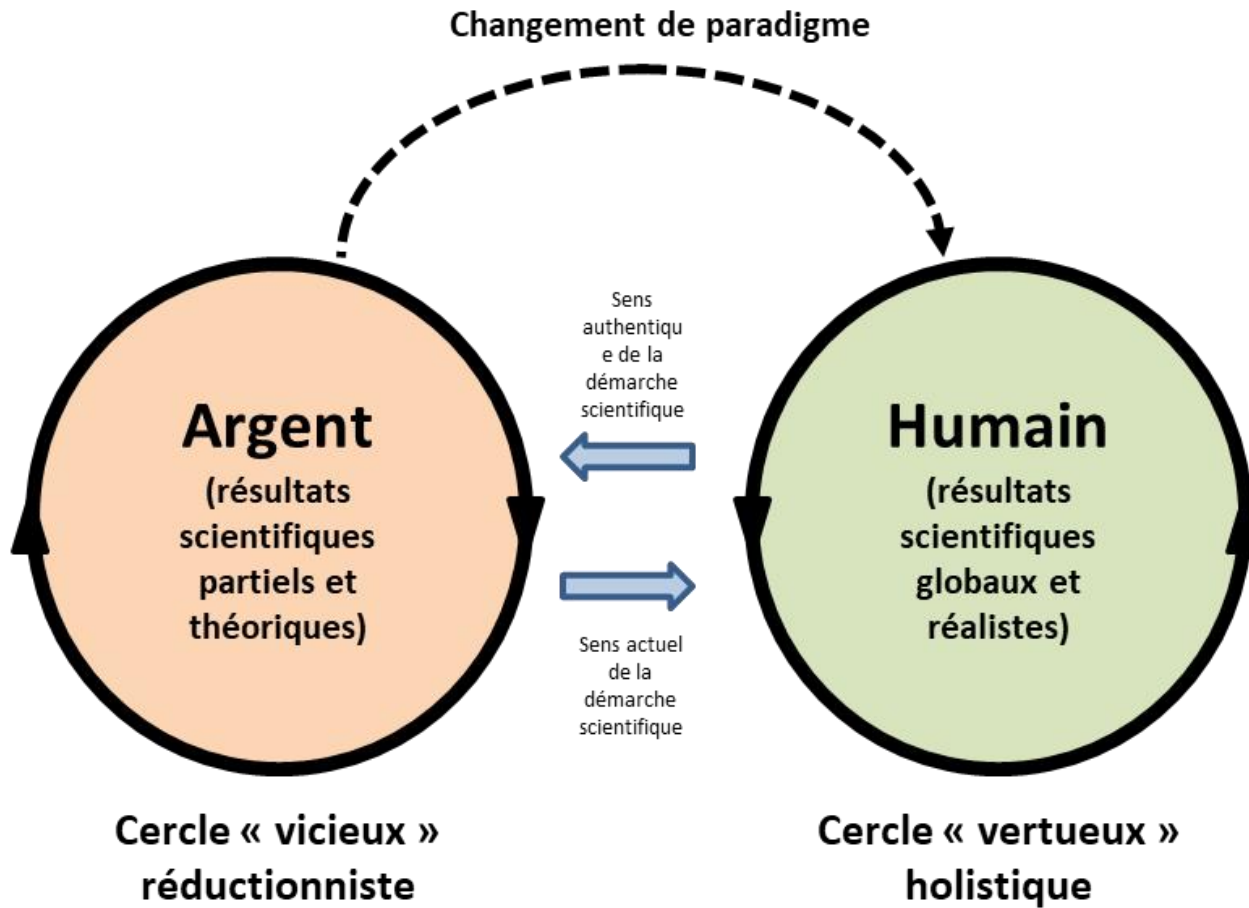 Changement de paradigme
Sens
authentiqu
e de la
démarche
scientifique
Argent
(résultats
scientifiques
partiels et
théoriques)
Humain
(résultats
scientifiques
globaux et
réalistes)
Sens actuel
de la
démarche
scientifique
Cercle « vicieux »
réductionniste
Cercle « vertueux »
holistique